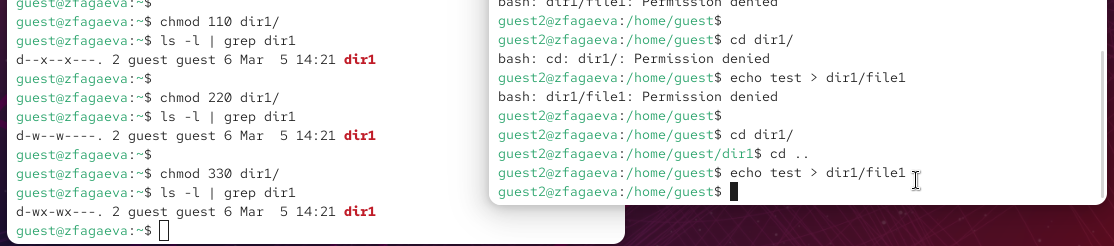 guest@zfagaeva:~$
guest@zfagaeva:~$ chmod 110 dir1/
guest@zfagaeva:~$ ls -l | grep dir1
d--x--x---. 2 guest guest 6 Mar  5 14:21 dir1
guest@zfagaeva:~$
guest@zfagaeva:~$ chmod 220 dir1/
guest@zfagaeva:~$ ls -l | grep dir1
d-w--w----. 2 guest guest 6 Mar  5 14:21 dir1
guest@zfagaeva:~$
guest@zfagaeva:~$ chmod 330 dir1/
guest@zfagaeva:~$ ls -l | grep dir1
d-wx-wx---. 2 guest guest 6 Mar  5 14:21 dir1
guest@zfagaeva:~$
bash: dir1/file1: Permission denied
guest2@zfagaeva:/home/guest$
guest2@zfagaeva:/home/guest$ cd dir1/
bash: cd: dir1/: Permission denied
guest2@zfagaeva:/home/guest$ echo test > dir1/file1
bash: dir1/file1: Permission denied
guest2@zfagaeva:/home/guest$
guest2@zfagaeva:/home/guest$ cd dir1/
guest2@zfagaeva:/home/guest/dir1$ cd ..
guest2@zfagaeva:/home/guest$ echo test > dir1/file1
guest2@zfagaeva:/home/guest$